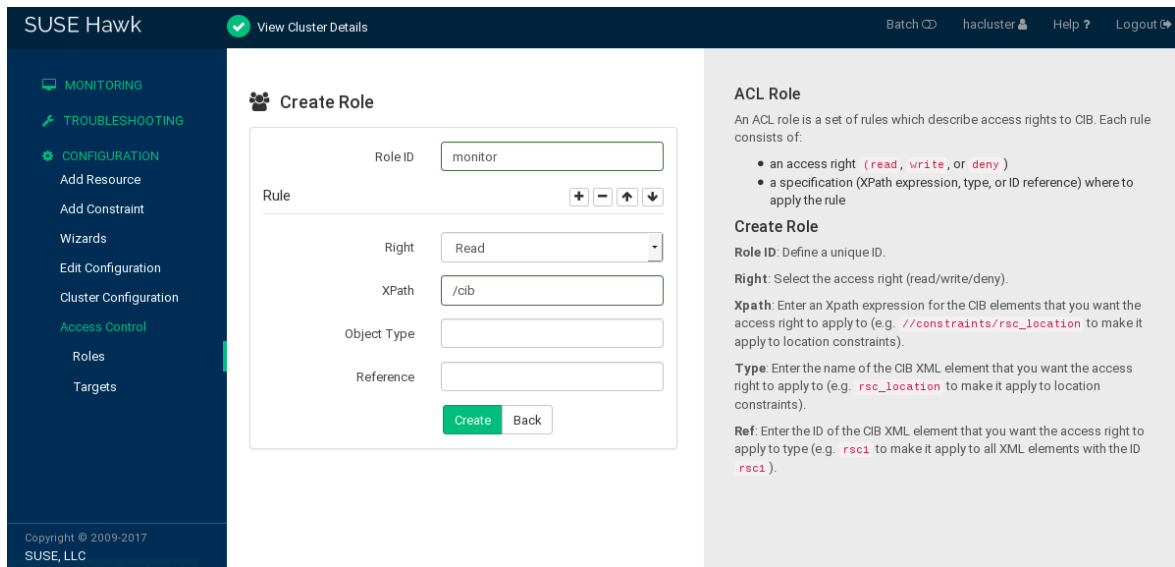 SUSE Hawk
View Cluster Details
Batch
hacluster
Help ?
Logout
MONITORING
TROUBLESHOOTING
CONFIGURATION
Add Resource
Add Constraint
Wizards
Edit Configuration
Cluster Configuration
Access Control
Roles
Targets
Copyright © 2009-2017
SUSE, LLC
Create Role
Role ID
monitor
Rule
Right
Read
XPath
/cib
Object Type
Reference
Create
Back
ACL Role
An ACL role is a set of rules which describe access rights to CIB. Each rule
consists of:
• an access right (read, write, or deny )
• a specification (XPath expression, type, or ID reference) where to
apply the rule
Create Role
Role ID: Define a unique ID.
Right: Select the access right (read/write/deny).
Xpath: Enter an Xpath expression for the CIB elements that you want the
access right to apply to (e.g. //constraints/rsc_location to make it
apply to location constraints).
Type: Enter the name of the CIB XML element that you want the access
right to apply to (e.g. rsc_location to make it apply to location
constraints).
Ref: Enter the ID of the CIB XML element that you want the access right to
apply to type (e.g. rsc1 to make it apply to all XML elements with the ID
rsc1 ).